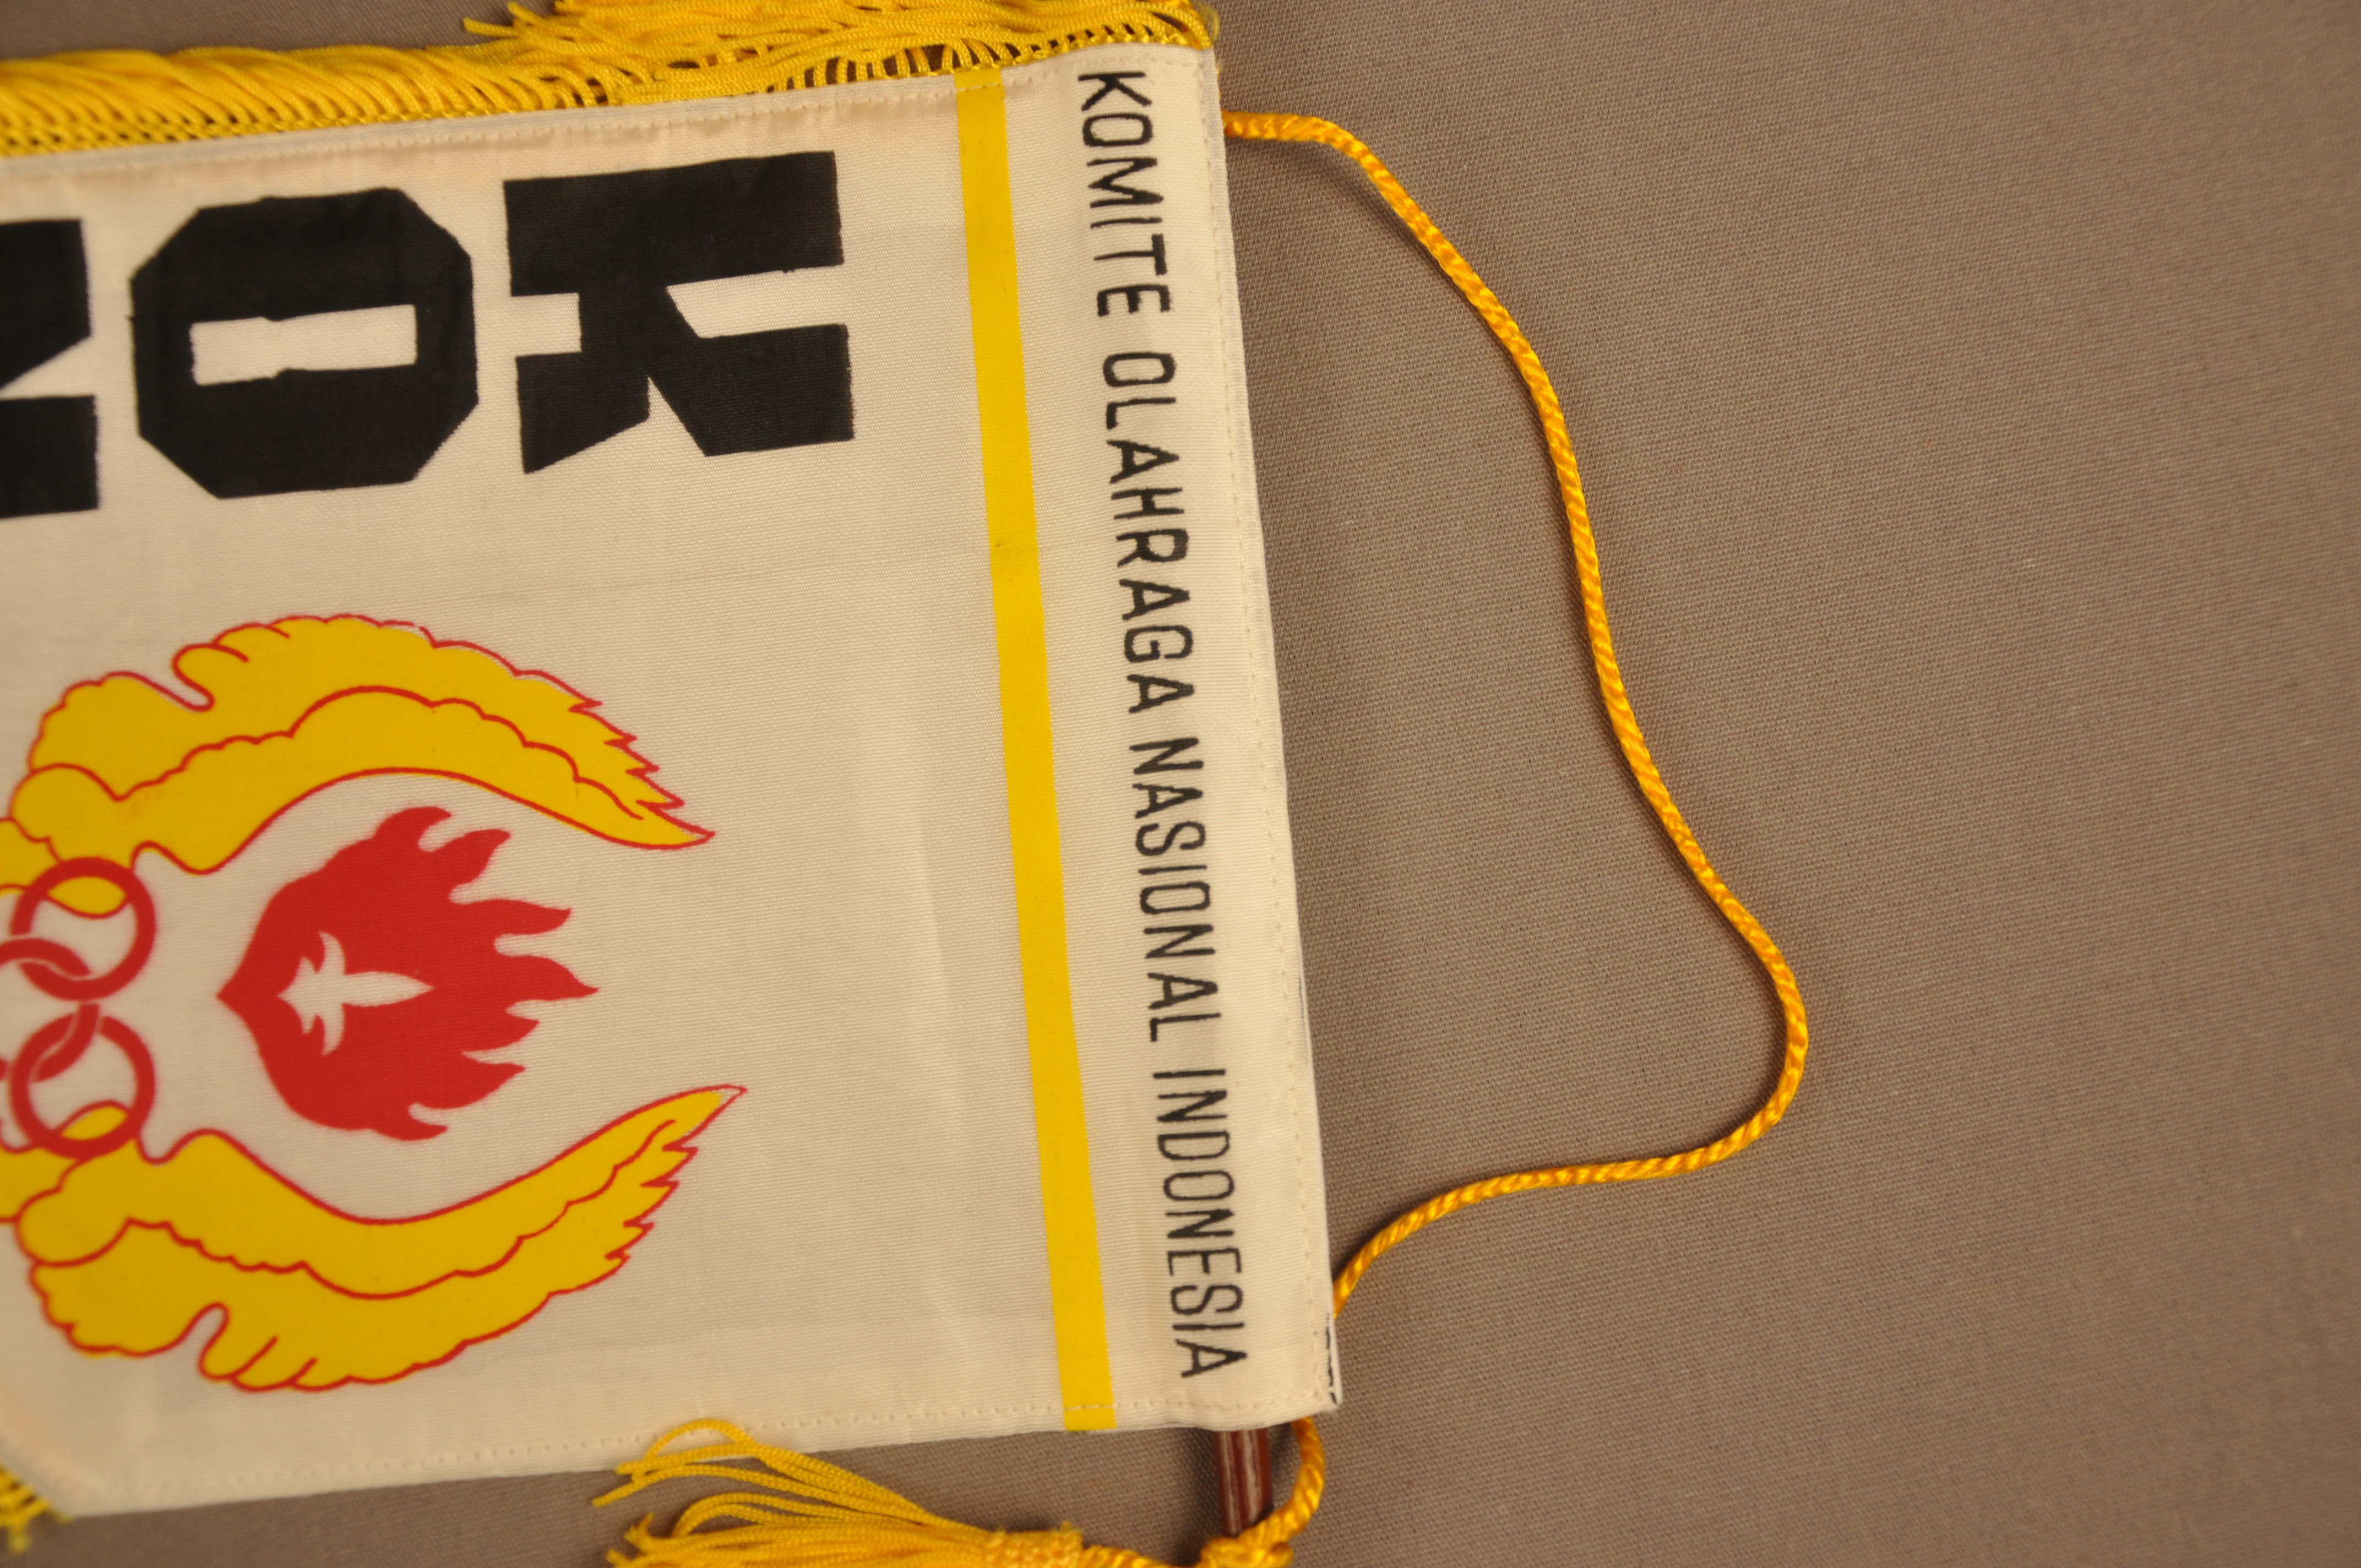 KOMITE OLAHRAGA NASIONAL INDONESIA
K
O
N